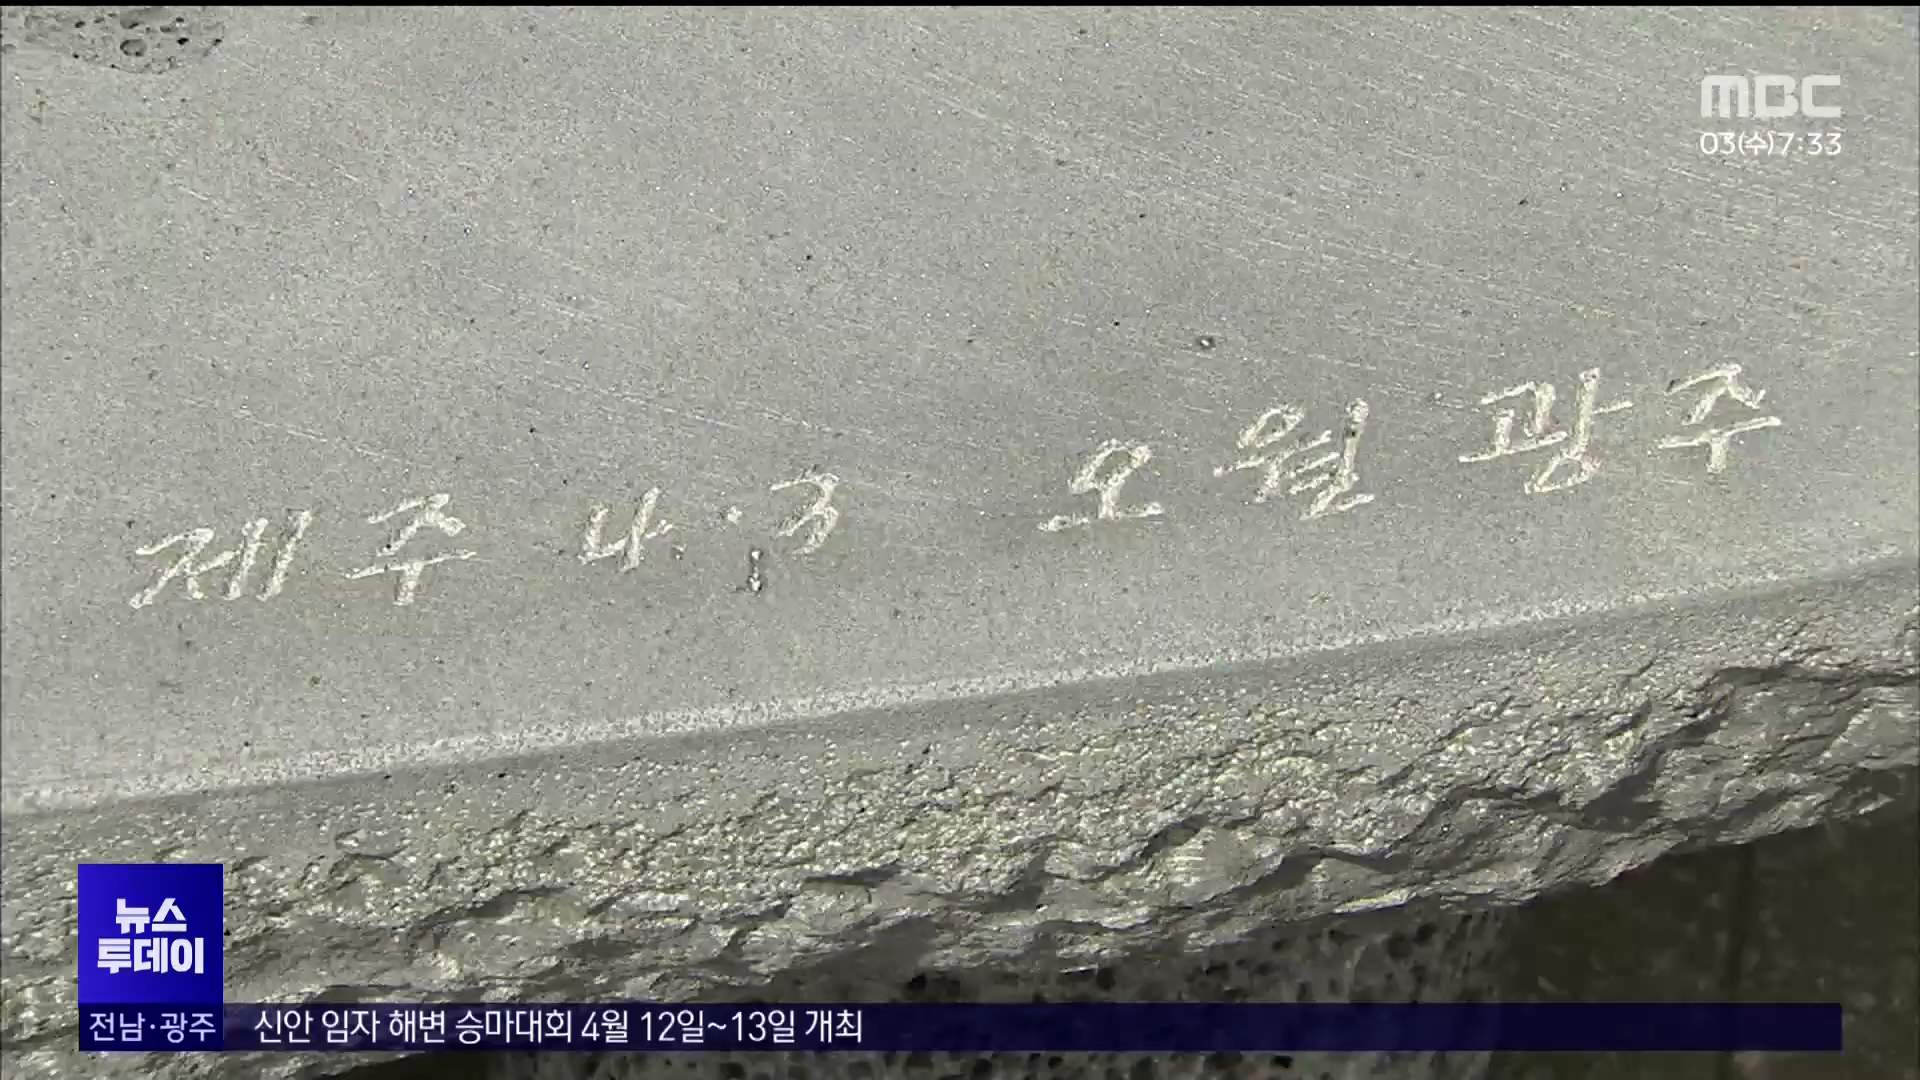 MBC
03(수)7:33
제주 4·3 오월 광주
뉴스
투데이
전남·광주 신안 임자 해변 승마대회 4월 12일~13일 개최